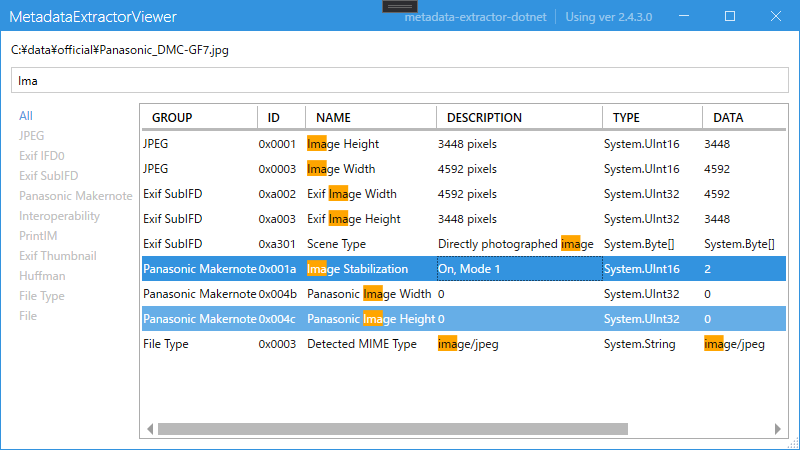 MetadataExtractorViewer metadata-extractor-dotnet Using ver 2.4.3.0
C:¥data¥official¥Panasonic_DMC-GF7.jpg
Ima
All
JPEG
Exif IFD0
Exif SubIFD
Panasonic Makernote
Interoperability
PrintIM
Exif Thumbnail
Huffman
File Type
File
GROUP ID NAME DESCRIPTION TYPE DATA
JPEG 0x0001 Image Height 3448 pixels System.UInt16 3448
JPEG 0x0003 Image Width 4592 pixels System.UInt16 4592
Exif SubIFD 0xa002 Exif Image Width 4592 pixels System.UInt32 4592
Exif SubIFD 0xa003 Exif Image Height 3448 pixels System.UInt32 3448
Exif SubIFD 0xa301 Scene Type Directly photographed image System.Byte[] System.Byte[]
Panasonic Makernote 0x001a Image Stabilization On, Mode 1 System.UInt16 2
Panasonic Makernote 0x004b Panasonic Image Width 0 System.UInt32 0
Panasonic Makernote 0x004c Panasonic Image Height 0 System.UInt32 0
File Type 0x0003 Detected MIME Type image/jpeg System.String image/jpeg